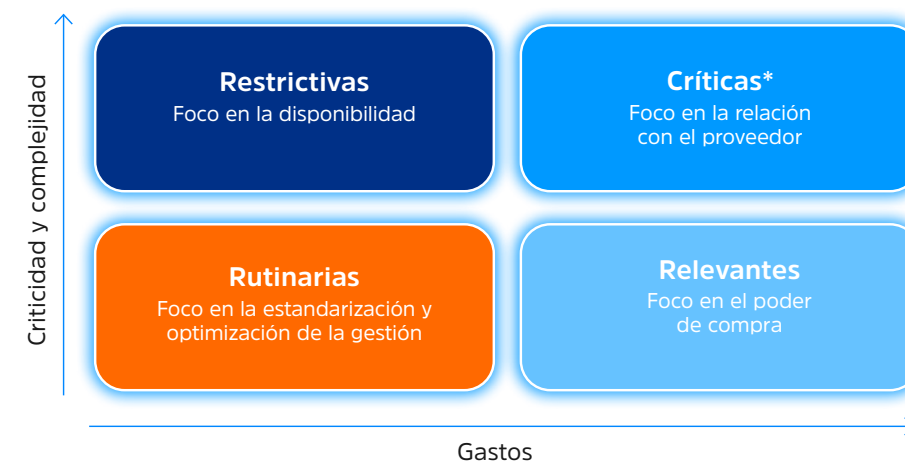 Criticidad y complejidad
Restrictivas
Foco en la disponibilidad
Críticas*
Foco en la relación
con el proveedor
Rutinarias
Foco en la estandarización y
optimización de la gestión
Relevantes
Foco en el poder
de compra
Gastos